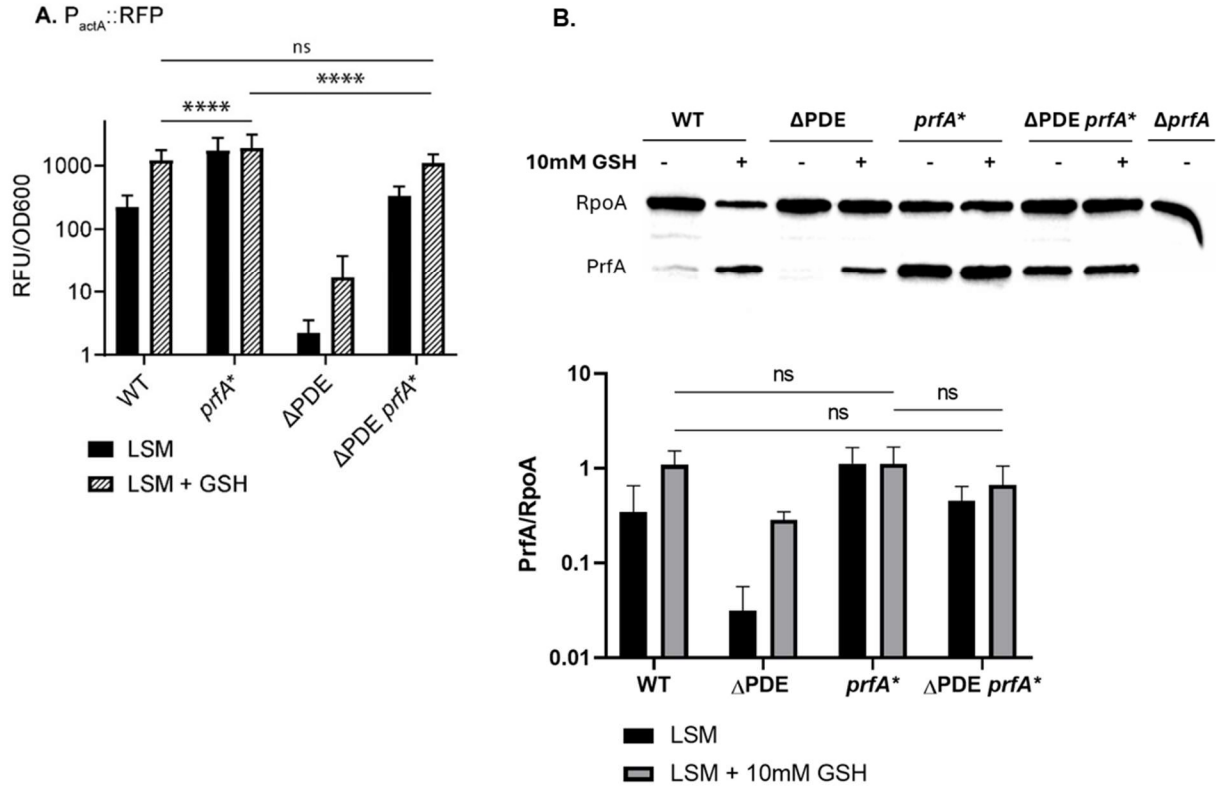 A. PactA::RFP
ns
****
****
RFU/OD600
1000
100
10
1
WT
prfA*
ΔPDE
ΔPDE prfA*
LSM
LSM + GSH
B.
WT ΔPDE prfA* ΔPDE prfA* ΔprfA
10mM GSH - + - + - + - + -
RpoA
PrfA
ns
ns
ns
PrfA/RpoA
10
1
0.1
0.01
WT ΔPDE prfA* ΔPDE prfA*
LSM
LSM + 10mM GSH